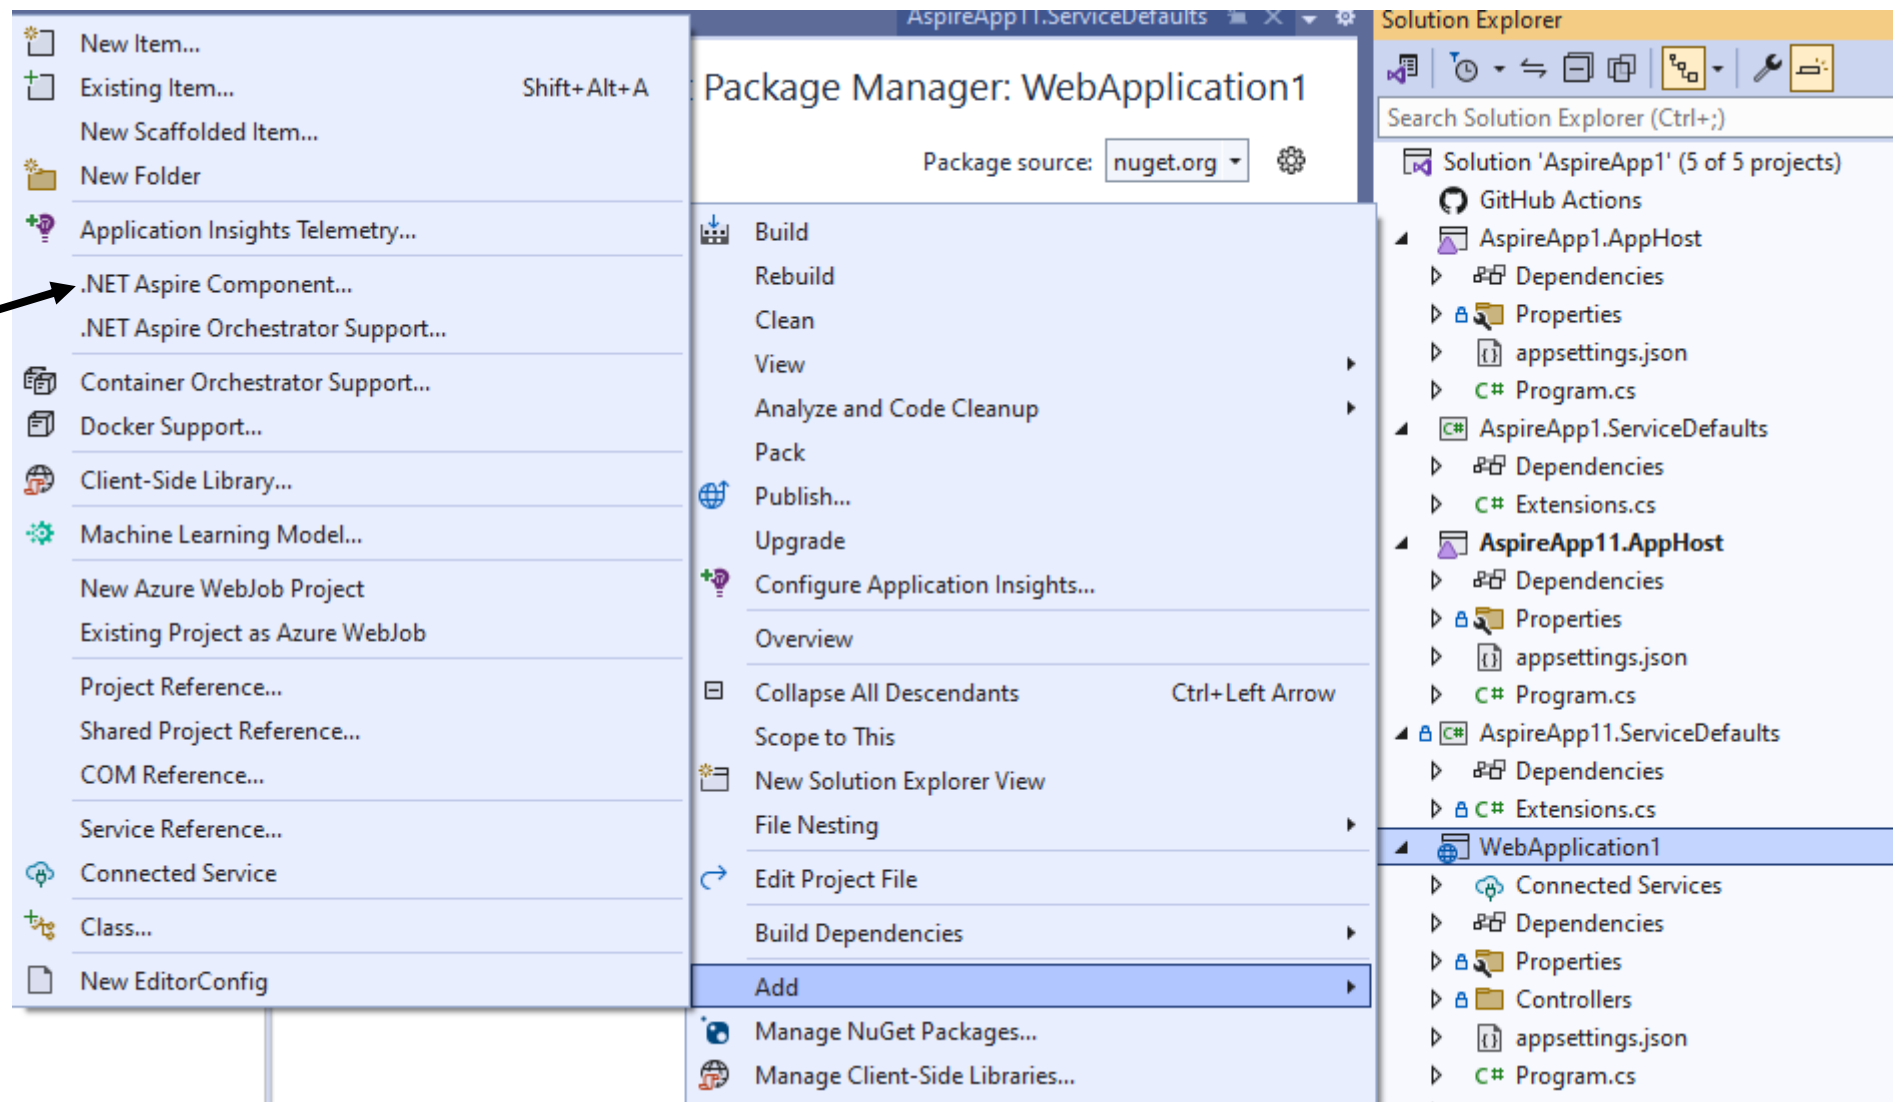 New Item...
Existing Item... Shift+Alt+A
New Scaffolded Item...
New Folder
Application Insights Telemetry...
.NET Aspire Component...
.NET Aspire Orchestrator Support...
Container Orchestrator Support...
Docker Support...
Client-Side Library...
Machine Learning Model...
New Azure WebJob Project
Existing Project as Azure WebJob
Project Reference...
Shared Project Reference...
COM Reference...
Service Reference...
Connected Service
Class...
New EditorConfig
AspireApp11.ServiceDefaults
Package Manager: WebApplication1
Package source: nuget.org
Build
Rebuild
Clean
View
Analyze and Code Cleanup
Pack
Publish...
Upgrade
Configure Application Insights...
Overview
Collapse All Descendants Ctrl+Left Arrow
Scope to This
New Solution Explorer View
File Nesting
Edit Project File
Build Dependencies
Add
Manage NuGet Packages...
Manage Client-Side Libraries...
Solution Explorer
Search Solution Explorer (Ctrl+;)
Solution 'AspireApp1' (5 of 5 projects)
GitHub Actions
AspireApp1.AppHost
Dependencies
Properties
appsettings.json
C# Program.cs
C# AspireApp1.ServiceDefaults
Dependencies
C# Extensions.cs
AspireApp11.AppHost
Dependencies
Properties
appsettings.json
C# Program.cs
C# AspireApp11.ServiceDefaults
Dependencies
C# Extensions.cs
WebApplication1
Connected Services
Dependencies
Properties
Controllers
appsettings.json
C# Program.cs